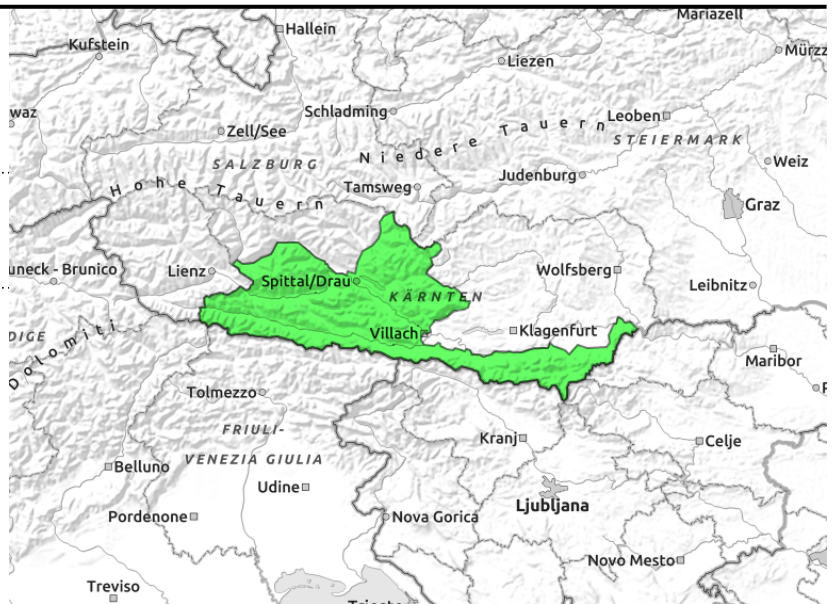 Mariazell
Hallein
Kufstein
Mürzz
Liezen
waz
Schladming
Leoben
Zell/See
Niedere Tauern
STEIERMARK
SALZBURG
Weiz
Hohe Tauern
Tamsweg
Judenburg
Graz
uneck - Brunico
Lienz
Wolfsberg
Spittal/Drau
Leibnitz
KÄRNTEN
DIGE
Dolomiti
Villach
Klagenfurt
Maribor
Tolmezzo
FRIULI-
VENEZIA GIULIA
Kranj
Celje
Belluno
Udine
Ljubljana
Pordenone
Nova Gorica
Novo Mesto
Treviso